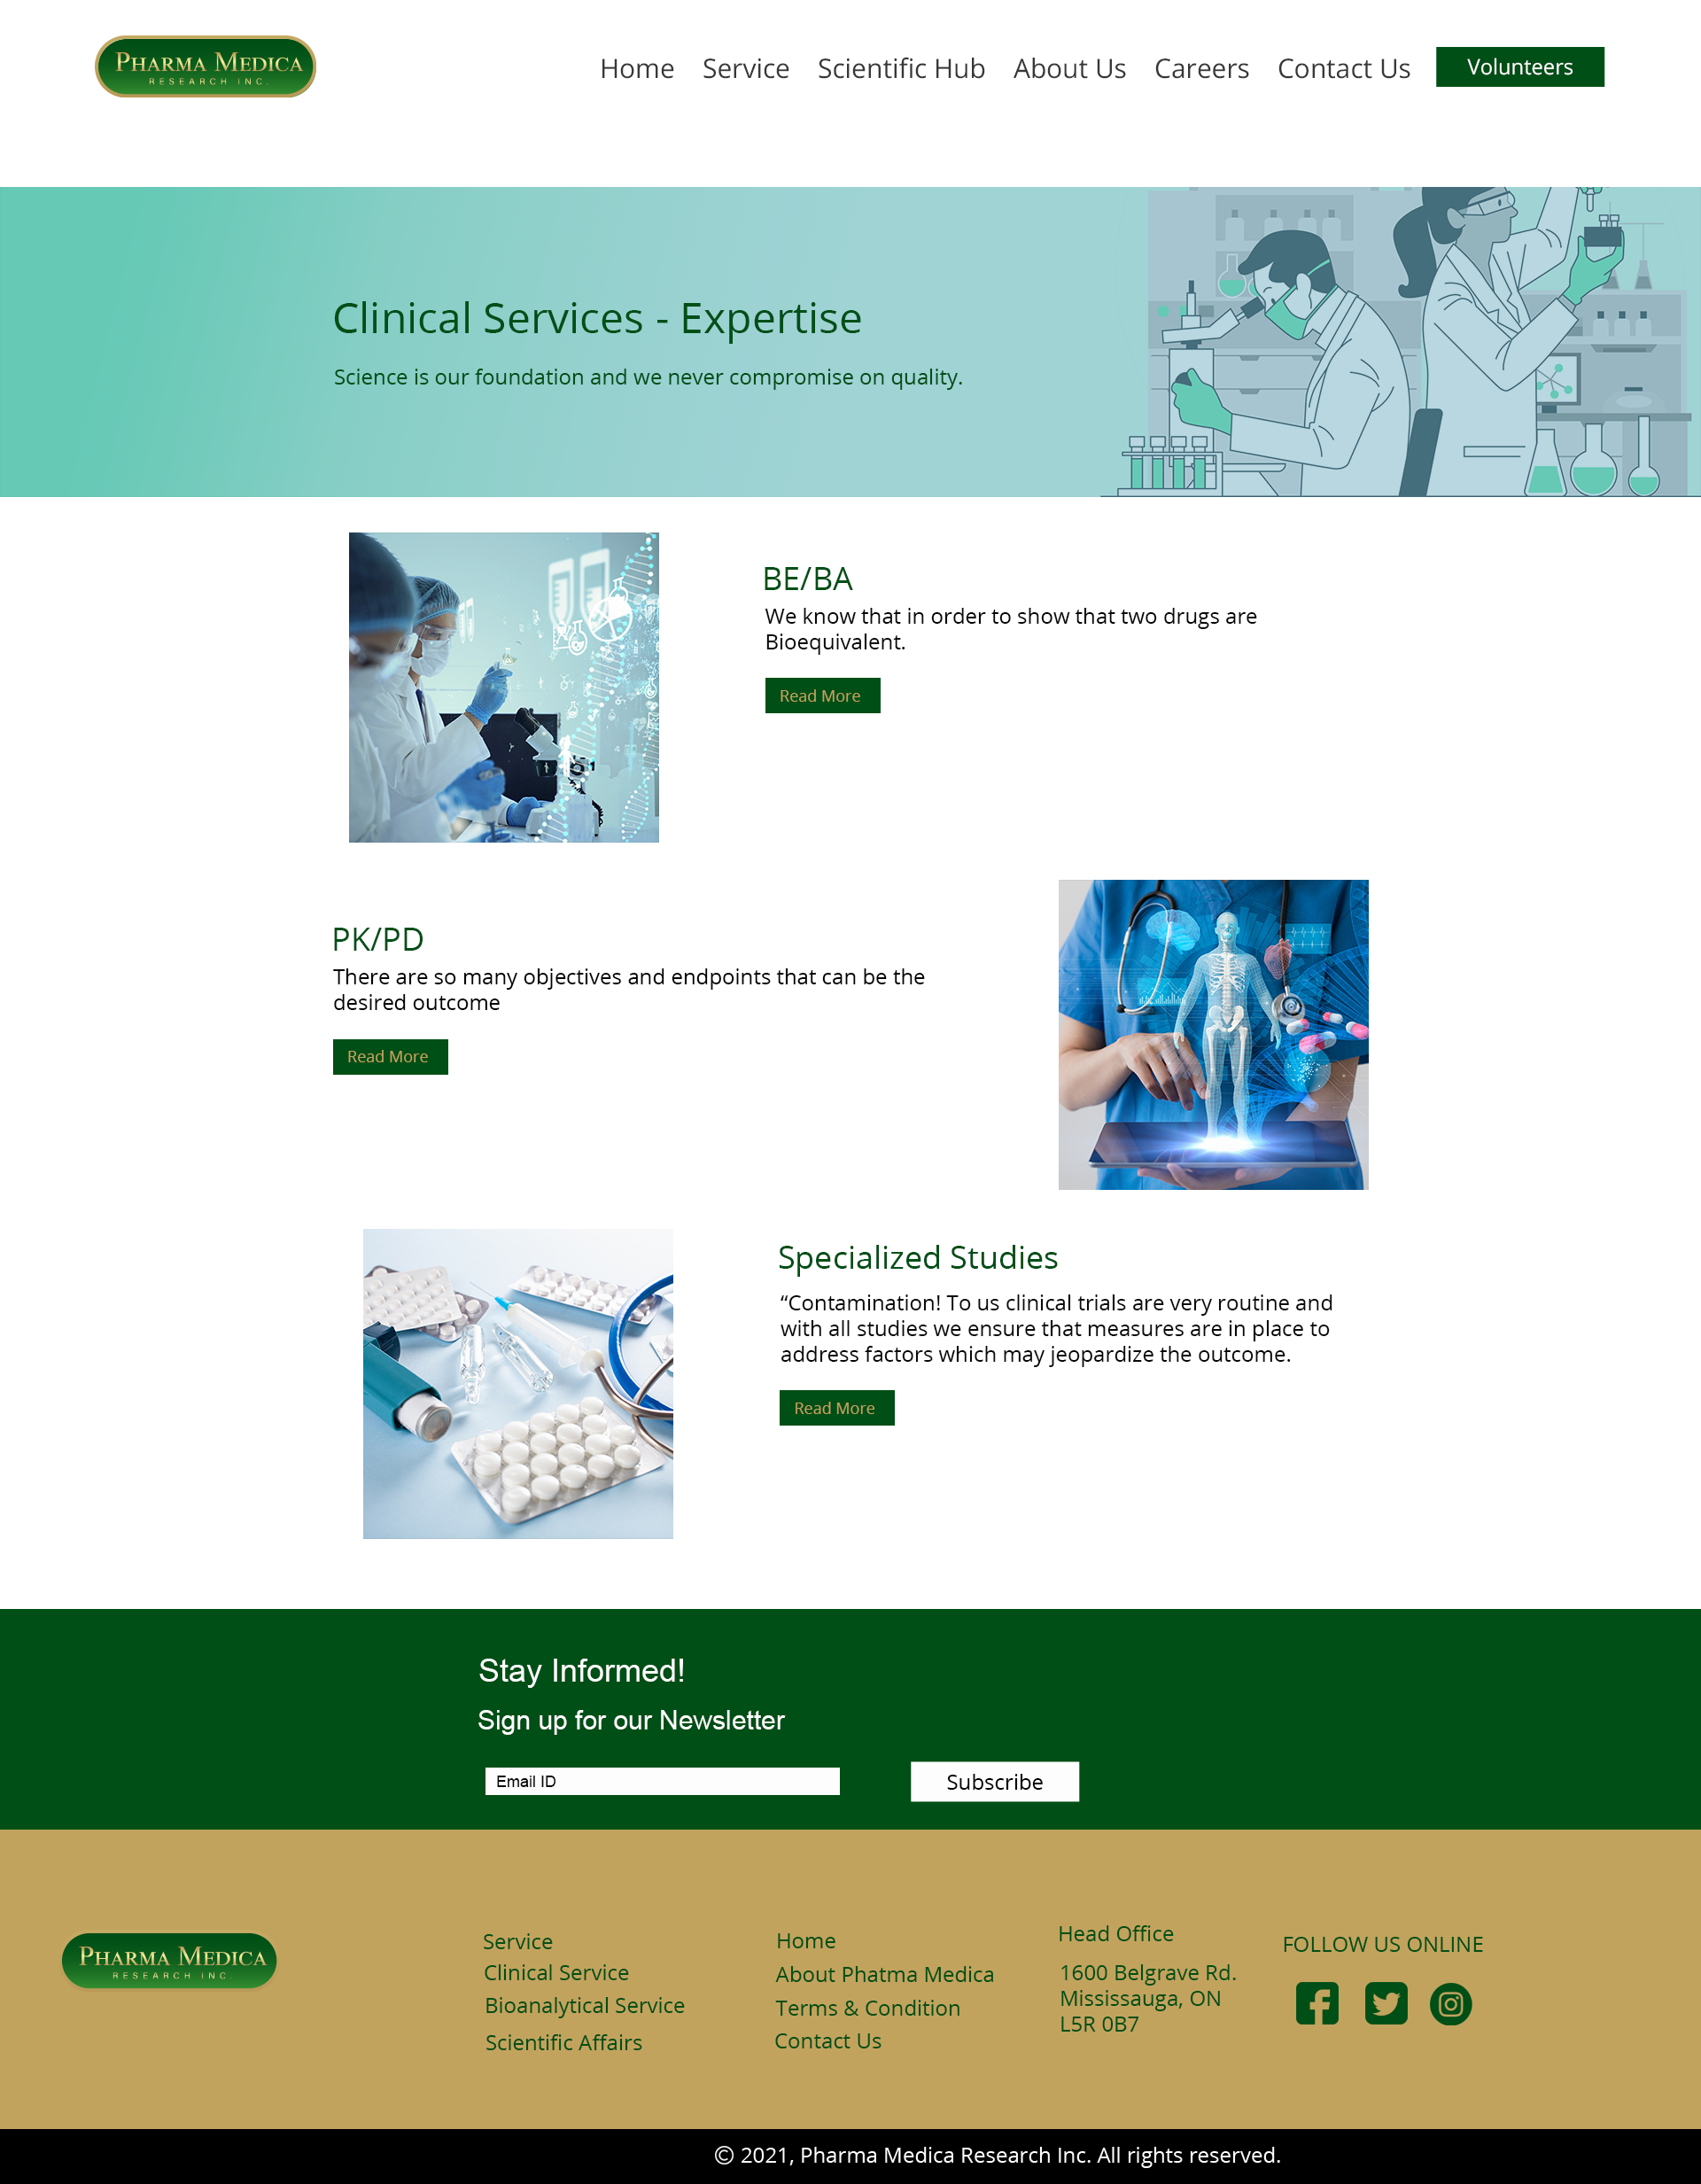 PHARMA MEDICA
RESEARCH INC.
Home Service Scientific Hub About Us Careers Contact Us Volunteers
Clinical Services - Expertise
Science is our foundation and we never compromise on quality.
BE/BA
We know that in order to show that two drugs are
Bioequivalent.
Read More
PK/PD
There are so many objectives and endpoints that can be the
desired outcome
Read More
Specialized Studies
“Contamination! To us clinical trials are very routine and
with all studies we ensure that measures are in place to
address factors which may jeopardize the outcome.
Read More
Stay Informed!
Sign up for our Newsletter
Email ID
Subscribe
PHARMA MEDICA
RESEARCH INC.
Service
Clinical Service
Bioanalytical Service
Scientific Affairs
Home
About Phatma Medica
Terms & Condition
Contact Us
Head Office
1600 Belgrave Rd.
Mississauga, ON
L5R 0B7
FOLLOW US ONLINE
© 2021, Pharma Medica Research Inc. All rights reserved.